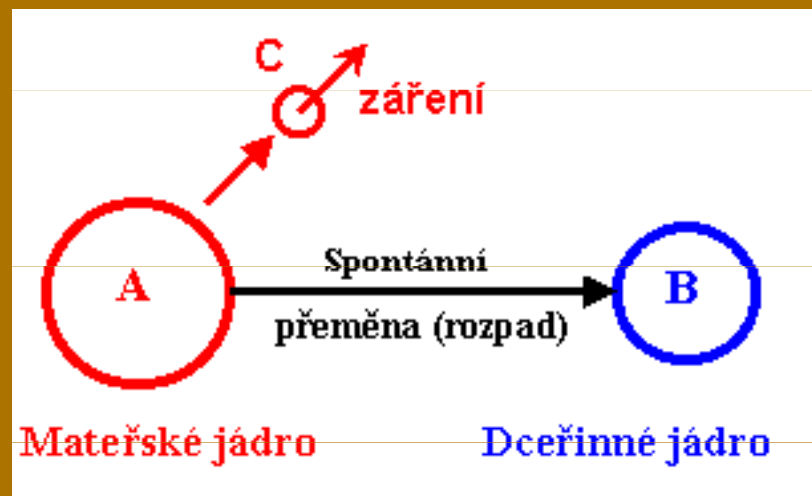 C
záření
A
Spontánní
B
přeměna (rozpad)
Mateřské jádro
Dceřinné jádro